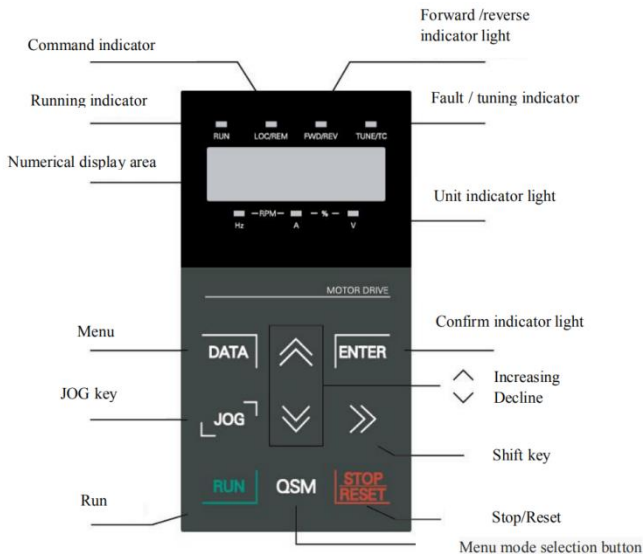 Forward /reverse
indicator light
Command indicator
Running indicator
Fault / tuning indicator
RUN LOC/REM FWD/REV TUNE/TC
Numerical display area
Unit indicator light
RPM %
Hz A V
MOTOR DRIVE
Menu
Confirm indicator light
DATA ENTER
Increasing
Decline
JOG key
JOG
Shift key
RUN QSM STOP
RESET
Run
Stop/Reset
Menu mode selection button